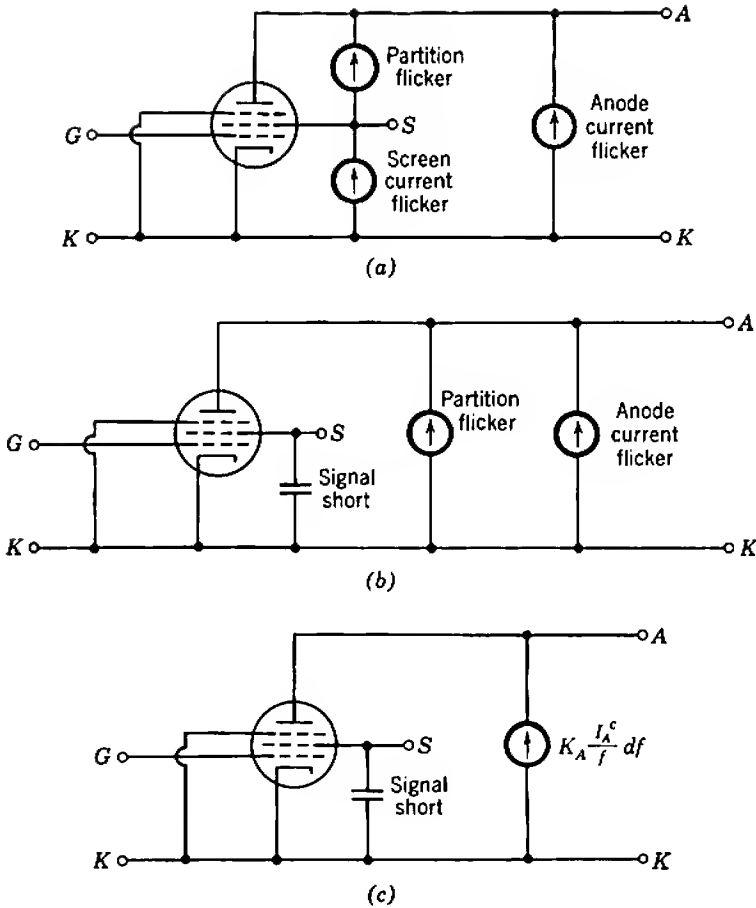 A
Partition
flicker
G
S
Anode
current
flicker
Screen
current
flicker
K
K
(a)
A
Partition
flicker
Anode
current
flicker
G
S
Signal
short
K
K
(b)
A
G
S
K_A I_A^c/f df
Signal
short
K
K
(c)